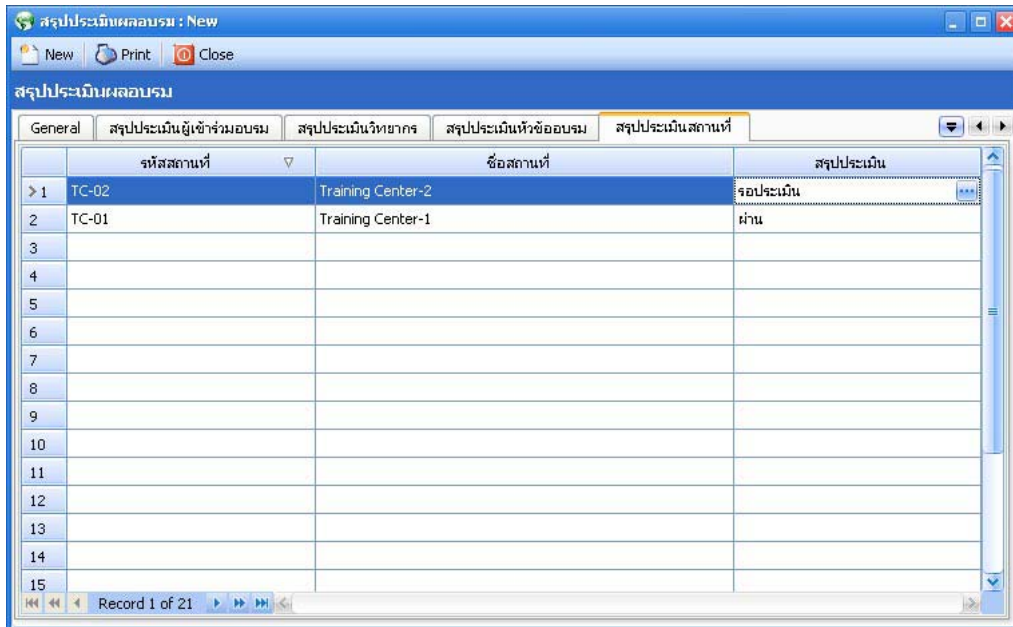 สรุปประเมินผลอบรม : New
New Print Close
สรุปประเมินผลอบรม
General สรุปประเมินผู้เข้าร่วมอบรม สรุปประเมินวิทยากร สรุปประเมินหัวข้ออบรม สรุปประเมินสถานที่
รหัสสถานที่ ชื่อสถานที่ สรุปประเมิน
1 TC-02 Training Center-2 รอประเมิน
2 TC-01 Training Center-1 ผ่าน
3
4
5
6
7
8
9
10
11
12
13
14
15
Record 1 of 21